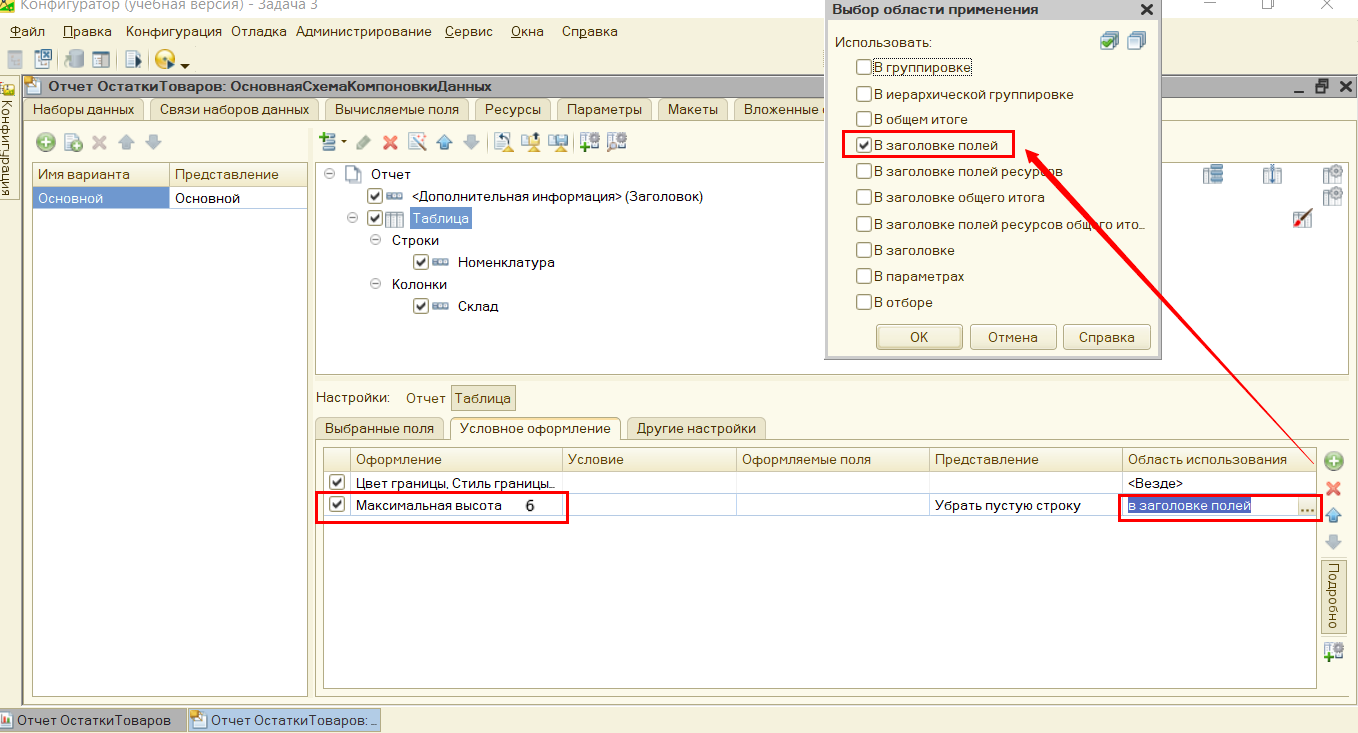 Конфигуратор (учебная версия) - Задача 3
Файл Правка Конфигурация Отладка Администрирование Сервис Окна Справка
Отчет ОстаткиТоваров: ОсновнаяСхемаКомпоновкиДанных
Конфигурация
Наборы данных Связи наборов данных Вычисляемые поля Ресурсы Параметры Макеты Вложенные
Имя варианта Представление
Основной Основной
Отчет
<Дополнительная информация> (Заголовок)
Таблица
Строки
Номенклатура
Колонки
Склад
Выбор области применения
Использовать:
В группировке
В иерархической группировке
В общем итоге
В заголовке полей
В заголовке полей ресурсов
В заголовке общего итога
В заголовке полей ресурсов общего ито...
В заголовке
В параметрах
В отборе
OK Отмена Справка
Настройки: Отчет Таблица
Выбранные поля Условное оформление Другие настройки
Оформление Условие Оформляемые поля Представление Область использования
Цвет границы, Стиль границы... <Везде>
Максимальная высота 6 Убрать пустую строку в заголовке полей ...
Подробно
Отчет ОстаткиТоваров Отчет ОстаткиТоваров: ...